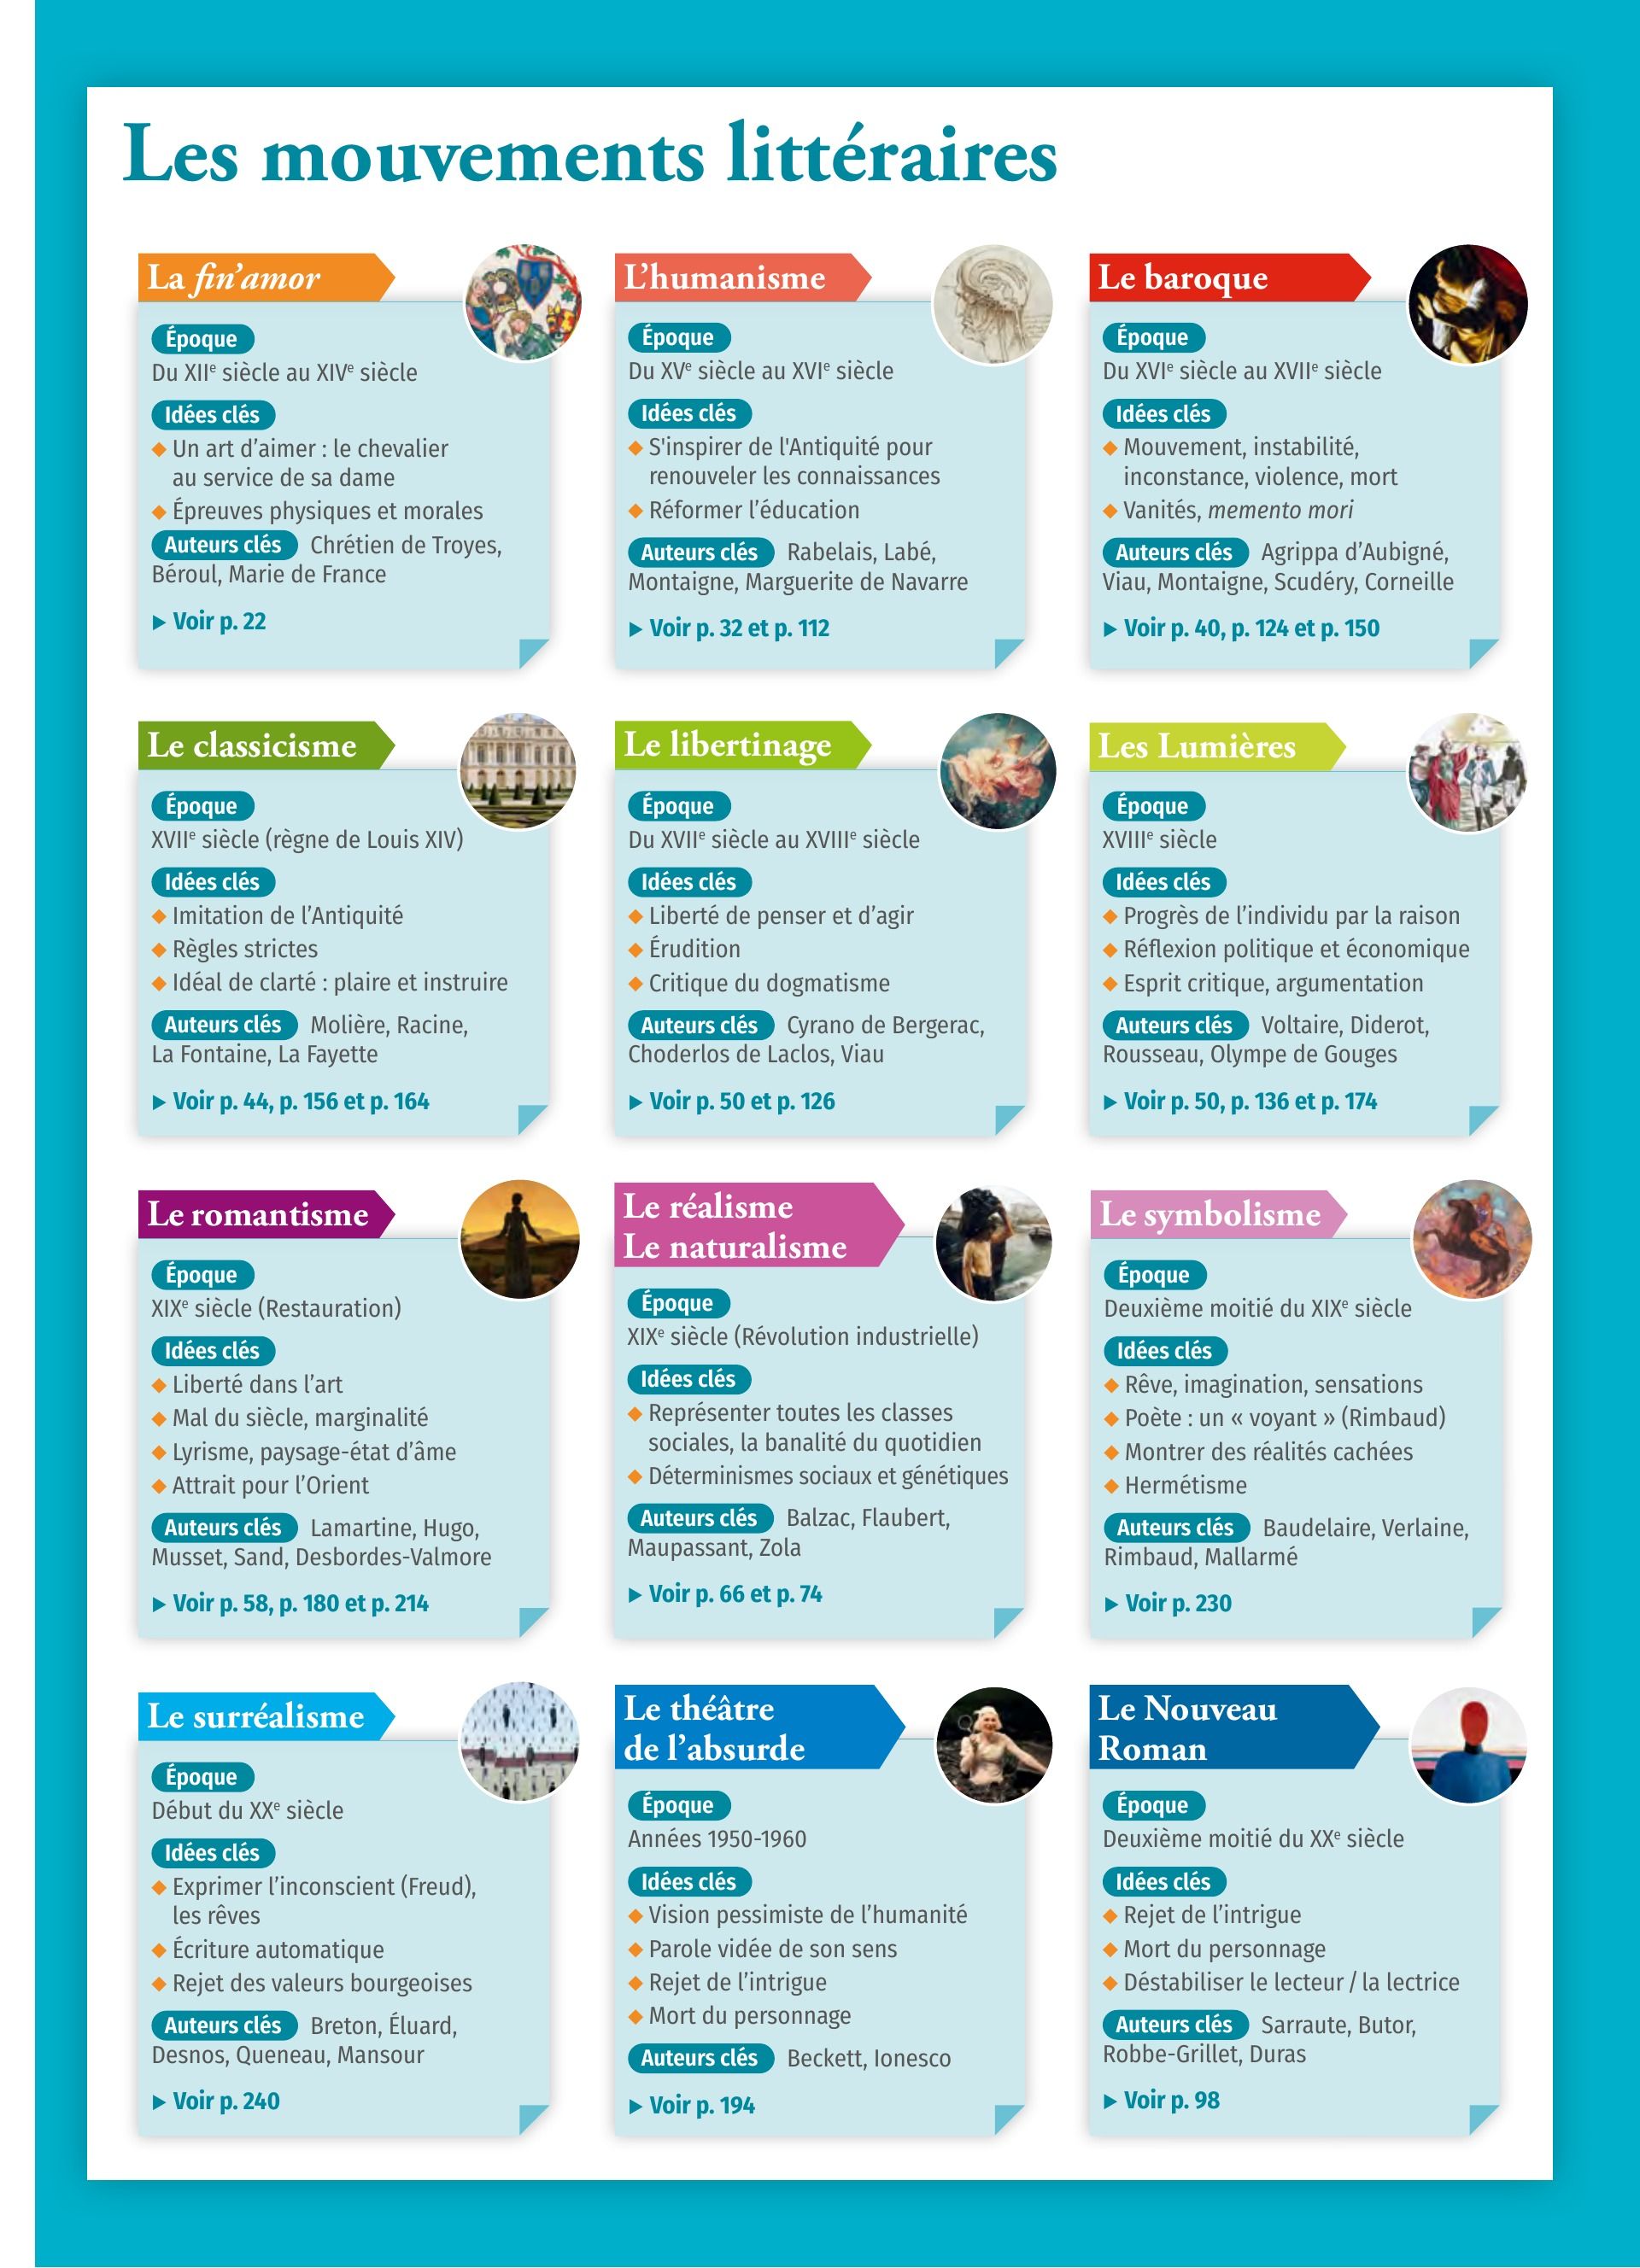 Les mouvements littéraires
La fin’amor
Époque
Du XIIe siècle au XIVe siècle
Idées clés
◆ Un art d’aimer : le chevalier
au service de sa dame
◆ Épreuves physiques et morales
Auteurs clés Chrétien de Troyes,
Béroul, Marie de France
▶ Voir p. 22
L’humanisme
Époque
Du XVe siècle au XVIe siècle
Idées clés
◆ S'inspirer de l'Antiquité pour
renouveler les connaissances
◆ Réformer l’éducation
Auteurs clés Rabelais, Labé,
Montaigne, Marguerite de Navarre
▶ Voir p. 32 et p. 112
Le baroque
Époque
Du XVIe siècle au XVIIe siècle
Idées clés
◆ Mouvement, instabilité,
inconstance, violence, mort
◆ Vanités, memento mori
Auteurs clés Agrippa d’Aubigné,
Viau, Montaigne, Scudéry, Corneille
▶ Voir p. 40, p. 124 et p. 150
Le classicisme
Époque
XVIIe siècle (règne de Louis XIV)
Idées clés
◆ Imitation de l’Antiquité
◆ Règles strictes
◆ Idéal de clarté : plaire et instruire
Auteurs clés Molière, Racine,
La Fontaine, La Fayette
▶ Voir p. 44, p. 156 et p. 164
Le libertinage
Époque
Du XVIIe siècle au XVIIIe siècle
Idées clés
◆ Liberté de penser et d’agir
◆ Érudition
◆ Critique du dogmatisme
Auteurs clés Cyrano de Bergerac,
Choderlos de Laclos, Viau
▶ Voir p. 50 et p. 126
Les Lumières
Époque
XVIIIe siècle
Idées clés
◆ Progrès de l’individu par la raison
◆ Réflexion politique et économique
◆ Esprit critique, argumentation
Auteurs clés Voltaire, Diderot,
Rousseau, Olympe de Gouges
▶ Voir p. 50, p. 136 et p. 174
Le romantisme
Époque
XIXe siècle (Restauration)
Idées clés
◆ Liberté dans l’art
◆ Mal du siècle, marginalité
◆ Lyrisme, paysage-état d’âme
◆ Attrait pour l’Orient
Auteurs clés Lamartine, Hugo,
Musset, Sand, Desbordes-Valmore
▶ Voir p. 58, p. 180 et p. 214
Le réalisme
Le naturalisme
Époque
XIXe siècle (Révolution industrielle)
Idées clés
◆ Représenter toutes les classes
sociales, la banalité du quotidien
◆ Déterminismes sociaux et génétiques
Auteurs clés Balzac, Flaubert,
Maupassant, Zola
▶ Voir p. 66 et p. 74
Le symbolisme
Époque
Deuxième moitié du XIXe siècle
Idées clés
◆ Rêve, imagination, sensations
◆ Poète : un « voyant » (Rimbaud)
◆ Montrer des réalités cachées
◆ Hermétisme
Auteurs clés Baudelaire, Verlaine,
Rimbaud, Mallarmé
▶ Voir p. 230
Le surréalisme
Époque
Début du XXe siècle
Idées clés
◆ Exprimer l’inconscient (Freud),
les rêves
◆ Écriture automatique
◆ Rejet des valeurs bourgeoises
Auteurs clés Breton, Éluard,
Desnos, Queneau, Mansour
▶ Voir p. 240
Le théâtre
de l’absurde
Époque
Années 1950-1960
Idées clés
◆ Vision pessimiste de l’humanité
◆ Parole vidée de son sens
◆ Rejet de l’intrigue
◆ Mort du personnage
Auteurs clés Beckett, Ionesco
▶ Voir p. 194
Le Nouveau
Roman
Époque
Deuxième moitié du XXe siècle
Idées clés
◆ Rejet de l’intrigue
◆ Mort du personnage
◆ Déstabiliser le lecteur / la lectrice
Auteurs clés Sarraute, Butor,
Robbe-Grillet, Duras
▶ Voir p. 98